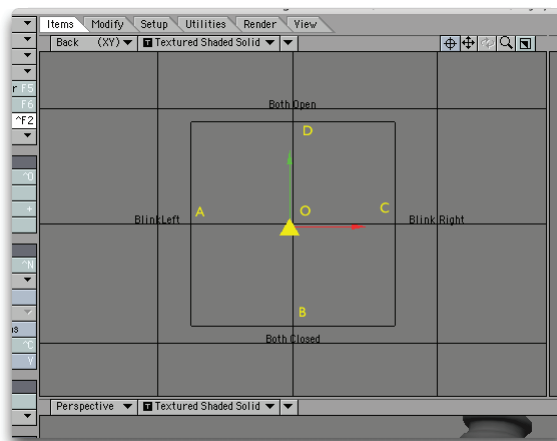 Items Modify Setup Utilities Render View
Back (XY) Textured Shaded Solid
r F5
F6
^F2
Both Open
D
^O
+
BlinkLeft A O C Blink Right
^N
B
Both Closed
^C
Y
Perspective Textured Shaded Solid